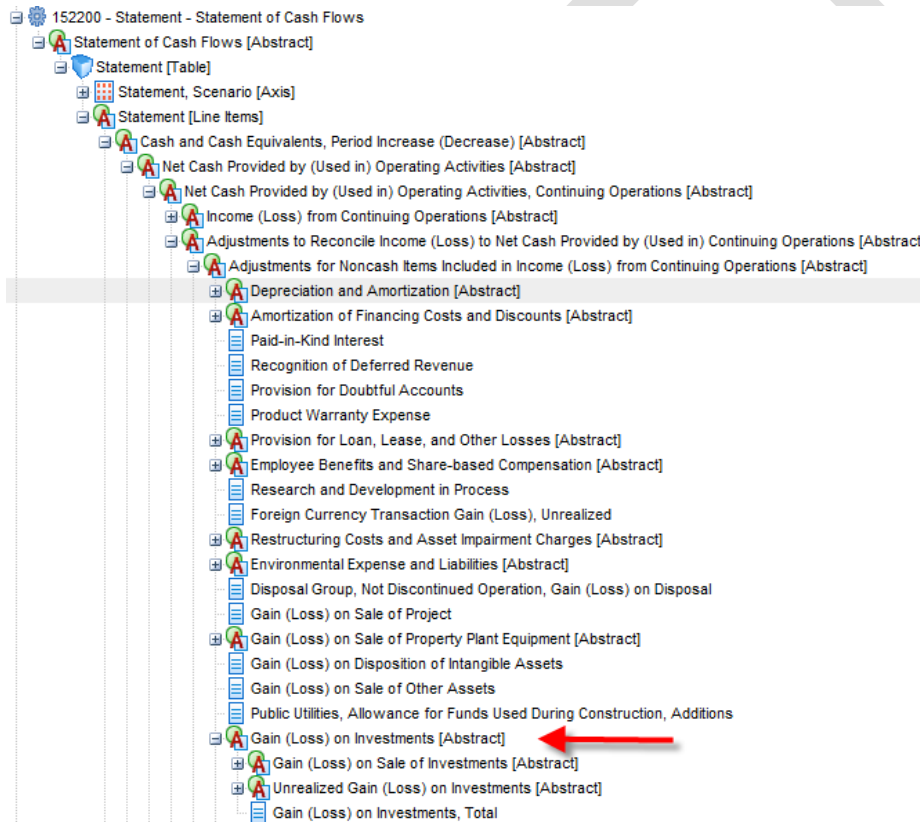 152200 - Statement - Statement of Cash Flows
Statement of Cash Flows [Abstract]
Statement [Table]
Statement, Scenario [Axis]
Statement [Line Items]
Cash and Cash Equivalents, Period Increase (Decrease) [Abstract]
Net Cash Provided by (Used in) Operating Activities [Abstract]
Net Cash Provided by (Used in) Operating Activities, Continuing Operations [Abstract]
Income (Loss) from Continuing Operations [Abstract]
Adjustments to Reconcile Income (Loss) to Net Cash Provided by (Used in) Continuing Operations [Abstract
Adjustments for Noncash Items Included in Income (Loss) from Continuing Operations [Abstract]
Depreciation and Amortization [Abstract]
Amortization of Financing Costs and Discounts [Abstract]
Paid-in-Kind Interest
Recognition of Deferred Revenue
Provision for Doubtful Accounts
Product Warranty Expense
Provision for Loan, Lease, and Other Losses [Abstract]
Employee Benefits and Share-based Compensation [Abstract]
Research and Development in Process
Foreign Currency Transaction Gain (Loss), Unrealized
Restructuring Costs and Asset Impairment Charges [Abstract]
Environmental Expense and Liabilities [Abstract]
Disposal Group, Not Discontinued Operation, Gain (Loss) on Disposal
Gain (Loss) on Sale of Project
Gain (Loss) on Sale of Property Plant Equipment [Abstract]
Gain (Loss) on Disposition of Intangible Assets
Gain (Loss) on Sale of Other Assets
Public Utilities, Allowance for Funds Used During Construction, Additions
Gain (Loss) on Investments [Abstract]
Gain (Loss) on Sale of Investments [Abstract]
Unrealized Gain (Loss) on Investments [Abstract]
Gain (Loss) on Investments, Total